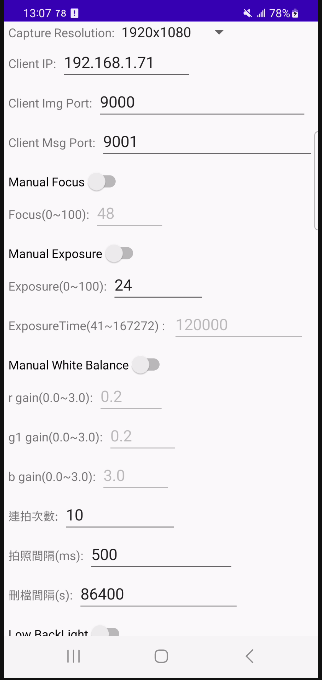 13:07 78 78%
Capture Resolution: 1920x1080
Client IP: 192.168.1.71
Client Img Port: 9000
Client Msg Port: 9001
Manual Focus
Focus(0~100): 48
Manual Exposure
Exposure(0~100): 24
ExposureTime(41~167272) : 120000
Manual White Balance
r gain(0.0~3.0): 0.2
g1 gain(0.0~3.0): 0.2
b gain(0.0~3.0): 3.0
連拍次數: 10
拍照間隔(ms): 500
刪檔間隔(s): 86400
Low BackLight